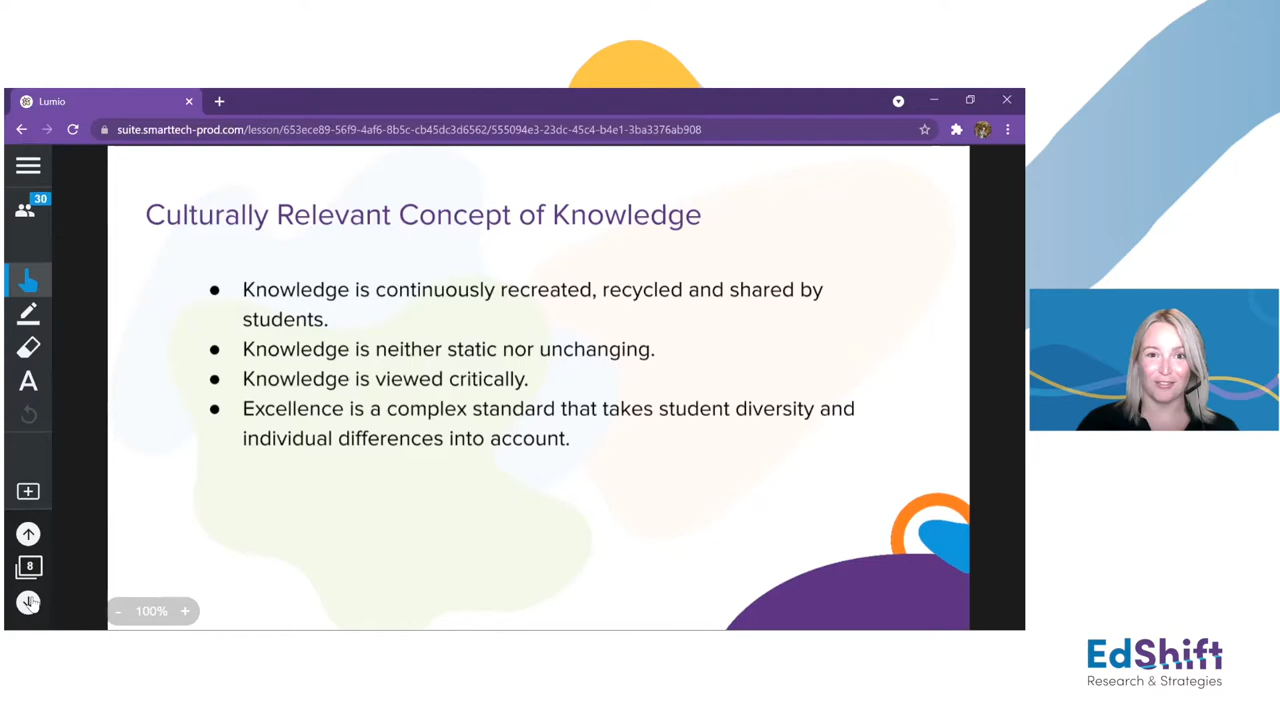 Lumio
suite.smarttech-prod.com/lesson/653ece89-56f9-4af6-8b5c-cb45dc3d6562/555094e3-23dc-45c4-b4e1-3ba3376ab908
30
Culturally Relevant Concept of Knowledge
● Knowledge is continuously recreated, recycled and shared by
students.
● Knowledge is neither static nor unchanging.
● Knowledge is viewed critically.
● Excellence is a complex standard that takes student diversity and
individual differences into account.
A
8
- 100% +
EdShift
Research & Strategies